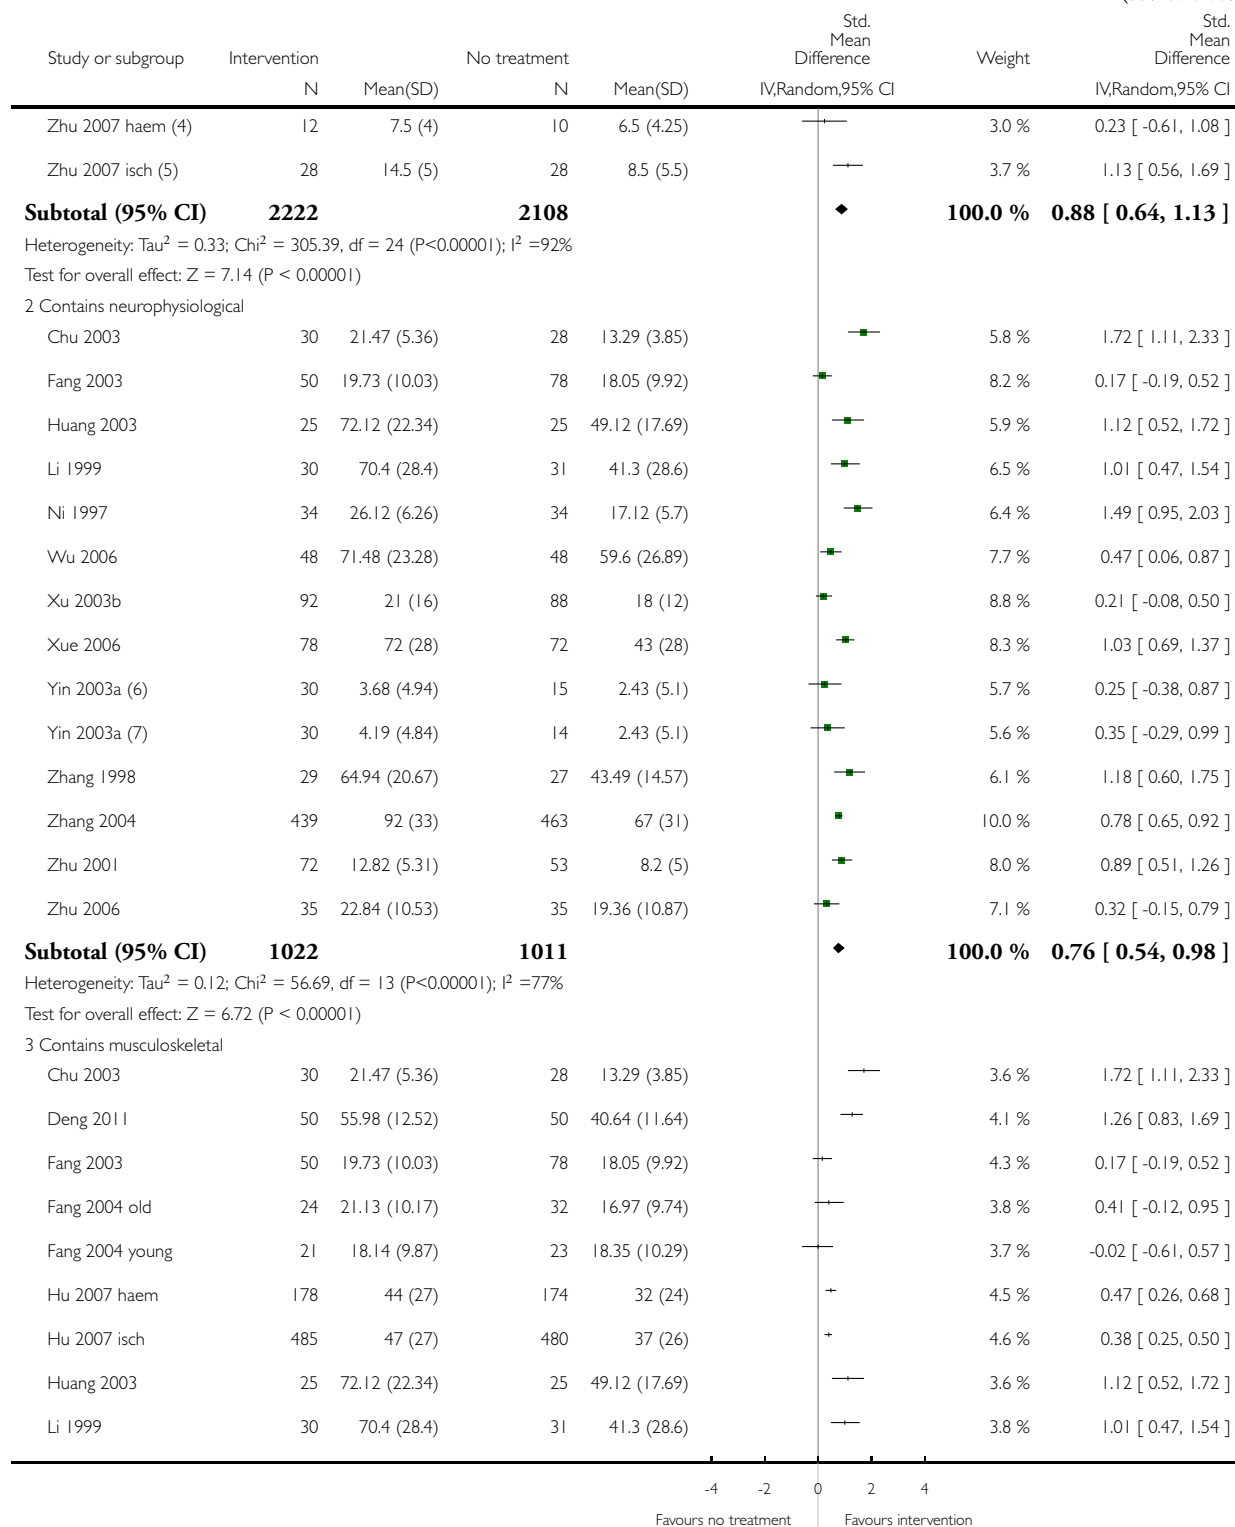 Std.
Mean
Difference
Std.
Mean
Difference
Study or subgroup Intervention No treatment Weight
N Mean(SD) N Mean(SD) IV,Random,95% CI IV,Random,95% CI
Zhu 2007 haem (4) 12 7.5 (4) 10 6.5 (4.25) 3.0 % 0.23 [ -0.61, 1.08 ]
Zhu 2007 isch (5) 28 14.5 (5) 28 8.5 (5.5) 3.7 % 1.13 [ 0.56, 1.69 ]
Subtotal (95% CI) 2222 2108 100.0 % 0.88 [ 0.64, 1.13 ]
Heterogeneity: Tau² = 0.33; Chi² = 305.39, df = 24 (P<0.00001); I² =92%
Test for overall effect: Z = 7.14 (P < 0.00001)
2 Contains neurophysiological
Chu 2003 30 21.47 (5.36) 28 13.29 (3.85) 5.8 % 1.72 [ 1.11, 2.33 ]
Fang 2003 50 19.73 (10.03) 78 18.05 (9.92) 8.2 % 0.17 [ -0.19, 0.52 ]
Huang 2003 25 72.12 (22.34) 25 49.12 (17.69) 5.9 % 1.12 [ 0.52, 1.72 ]
Li 1999 30 70.4 (28.4) 31 41.3 (28.6) 6.5 % 1.01 [ 0.47, 1.54 ]
Ni 1997 34 26.12 (6.26) 34 17.12 (5.7) 6.4 % 1.49 [ 0.95, 2.03 ]
Wu 2006 48 71.48 (23.28) 48 59.6 (26.89) 7.7 % 0.47 [ 0.06, 0.87 ]
Xu 2003b 92 21 (16) 88 18 (12) 8.8 % 0.21 [ -0.08, 0.50 ]
Xue 2006 78 72 (28) 72 43 (28) 8.3 % 1.03 [ 0.69, 1.37 ]
Yin 2003a (6) 30 3.68 (4.94) 15 2.43 (5.1) 5.7 % 0.25 [ -0.38, 0.87 ]
Yin 2003a (7) 30 4.19 (4.84) 14 2.43 (5.1) 5.6 % 0.35 [ -0.29, 0.99 ]
Zhang 1998 29 64.94 (20.67) 27 43.49 (14.57) 6.1 % 1.18 [ 0.60, 1.75 ]
Zhang 2004 439 92 (33) 463 67 (31) 10.0 % 0.78 [ 0.65, 0.92 ]
Zhu 2001 72 12.82 (5.31) 53 8.2 (5) 8.0 % 0.89 [ 0.51, 1.26 ]
Zhu 2006 35 22.84 (10.53) 35 19.36 (10.87) 7.1 % 0.32 [ -0.15, 0.79 ]
Subtotal (95% CI) 1022 1011 100.0 % 0.76 [ 0.54, 0.98 ]
Heterogeneity: Tau² = 0.12; Chi² = 56.69, df = 13 (P<0.00001); I² =77%
Test for overall effect: Z = 6.72 (P < 0.00001)
3 Contains musculoskeletal
Chu 2003 30 21.47 (5.36) 28 13.29 (3.85) 3.6 % 1.72 [ 1.11, 2.33 ]
Deng 2011 50 55.98 (12.52) 50 40.64 (11.64) 4.1 % 1.26 [ 0.83, 1.69 ]
Fang 2003 50 19.73 (10.03) 78 18.05 (9.92) 4.3 % 0.17 [ -0.19, 0.52 ]
Fang 2004 old 24 21.13 (10.17) 32 16.97 (9.74) 3.8 % 0.41 [ -0.12, 0.95 ]
Fang 2004 young 21 18.14 (9.87) 23 18.35 (10.29) 3.7 % -0.02 [ -0.61, 0.57 ]
Hu 2007 haem 178 44 (27) 174 32 (24) 4.5 % 0.47 [ 0.26, 0.68 ]
Hu 2007 isch 485 47 (27) 480 37 (26) 4.6 % 0.38 [ 0.25, 0.50 ]
Huang 2003 25 72.12 (22.34) 25 49.12 (17.69) 3.6 % 1.12 [ 0.52, 1.72 ]
Li 1999 30 70.4 (28.4) 31 41.3 (28.6) 3.8 % 1.01 [ 0.47, 1.54 ]
-4 -2 0 2 4
Favours no treatment Favours intervention